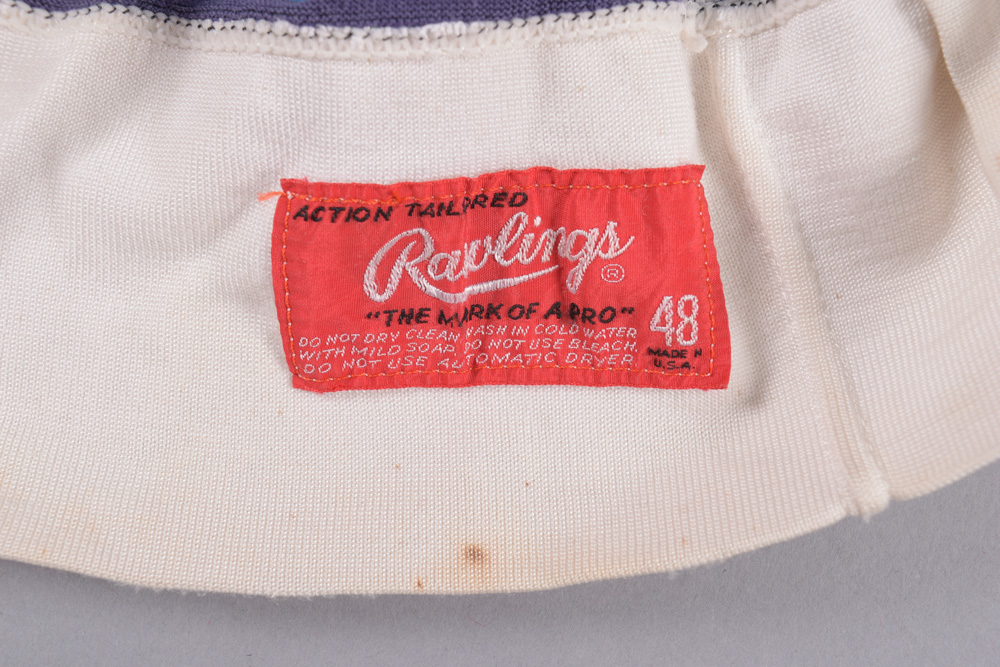 ACTION TAILORED
Rawlings ®
"THE MARK OF A PRO"
48
DO NOT DRY CLEAN WASH IN COLD WATER
WITH MILD SOAP, DO NOT USE BLEACH,
DO NOT USE AUTOMATIC DRYER
MADE IN
U.S.A.